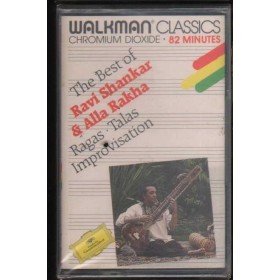 WALKMAN® CLASSICS
CHROMIUM DIOXIDE · 82 MINUTES
The Best of
Ravi Shankar
& Alla Rakha
Ragas · Talas
Improvisation